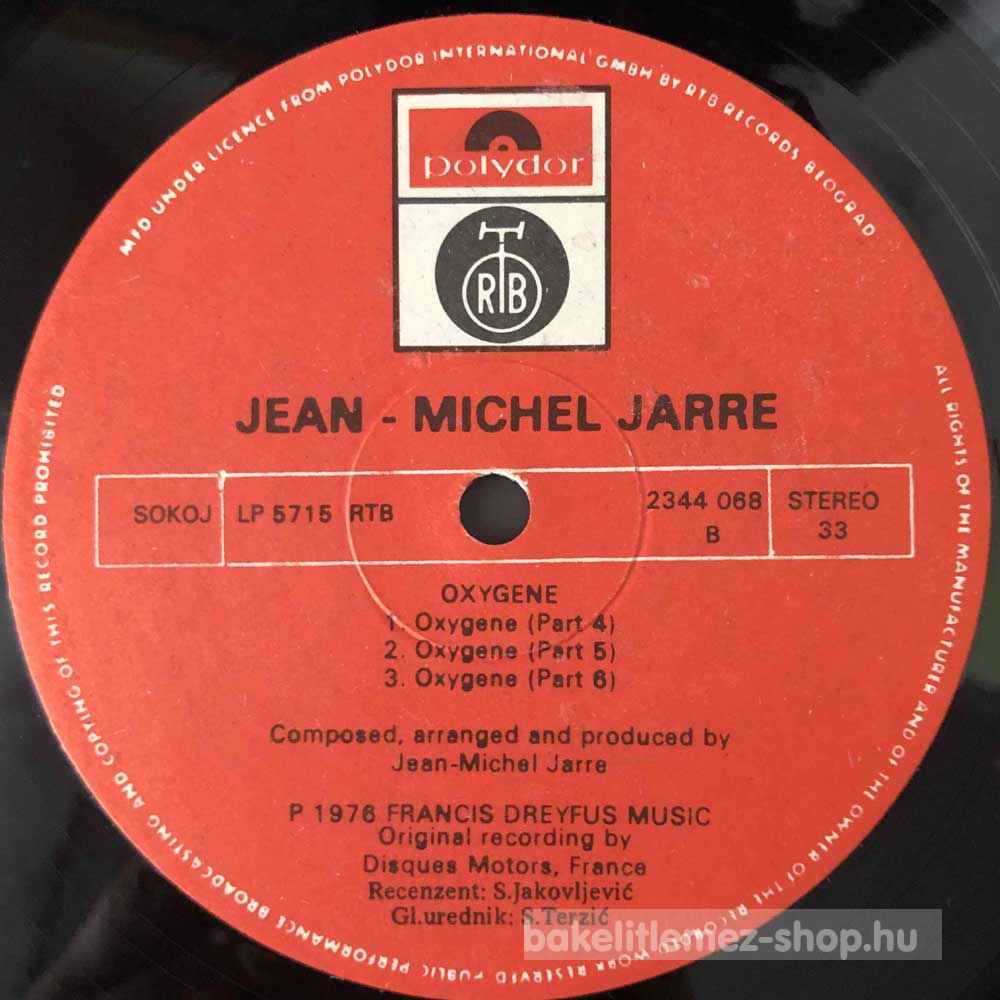 MFD UNDER LICENCE FROM POLYDOR INTERNATIONAL GMBH BY RTB RECORDS BEOGRAD
polydor
RTB
JEAN - MICHEL JARRE
SOKOJ LP 5715 RTB 2344 068 STEREO
B 33
OXYGENE
1. Oxygene (Part 4)
2. Oxygene (Part 5)
3. Oxygene (Part 6)
Composed, arranged and produced by
Jean-Michel Jarre
P 1976 FRANCIS DREYFUS MUSIC
Original recording by
Disques Motors, France
Recenzent: S.Jakovljević
Gl.urednik: S.Terzić
ALL RIGHTS OF THE MANUFACTURER AND OF THE OWNER OF THE RECORDED WORK RESERVED PUBLIC PERFORMANCE BROADCASTING AND COPYING OF THIS RECORD PROHIBITED
bakelitlemez-shop.hu